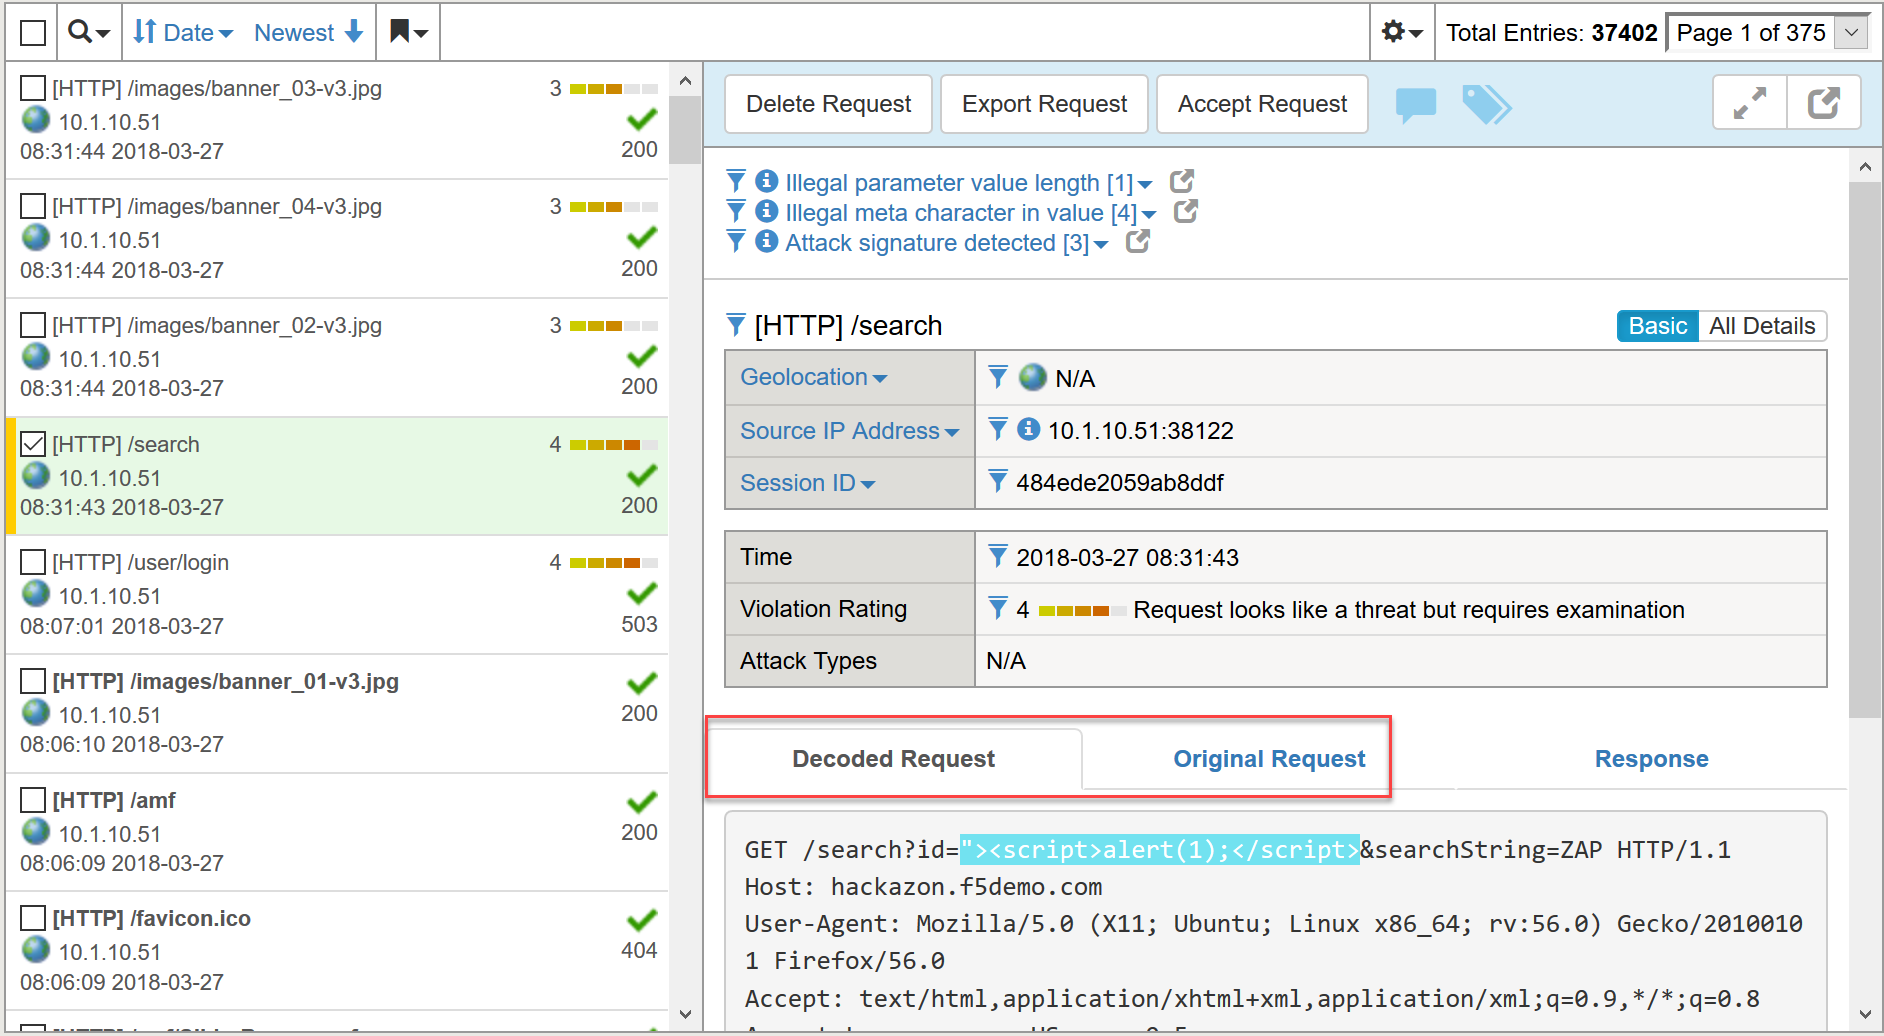 Date Newest
Total Entries: 37402 Page 1 of 375
[HTTP] /images/banner_03-v3.jpg 3
10.1.10.51
08:31:44 2018-03-27 200
[HTTP] /images/banner_04-v3.jpg 3
10.1.10.51
08:31:44 2018-03-27 200
[HTTP] /images/banner_02-v3.jpg 3
10.1.10.51
08:31:44 2018-03-27 200
[HTTP] /search 4
10.1.10.51
08:31:43 2018-03-27 200
[HTTP] /user/login 4
10.1.10.51
08:07:01 2018-03-27 503
[HTTP] /images/banner_01-v3.jpg
10.1.10.51
08:06:10 2018-03-27 200
[HTTP] /amf
10.1.10.51
08:06:09 2018-03-27 200
[HTTP] /favicon.ico
10.1.10.51
08:06:09 2018-03-27 404
Delete Request Export Request Accept Request
Illegal parameter value length [1]
Illegal meta character in value [4]
Attack signature detected [3]
[HTTP] /search Basic All Details
Geolocation N/A
Source IP Address 10.1.10.51:38122
Session ID 484ede2059ab8ddf
Time 2018-03-27 08:31:43
Violation Rating 4 Request looks like a threat but requires examination
Attack Types N/A
Decoded Request Original Request Response
GET /search?id="><script>alert(1);</script>&searchString=ZAP HTTP/1.1
Host: hackazon.f5demo.com
User-Agent: Mozilla/5.0 (X11; Ubuntu; Linux x86_64; rv:56.0) Gecko/2010010
1 Firefox/56.0
Accept: text/html,application/xhtml+xml,application/xml;q=0.9,*/*;q=0.8